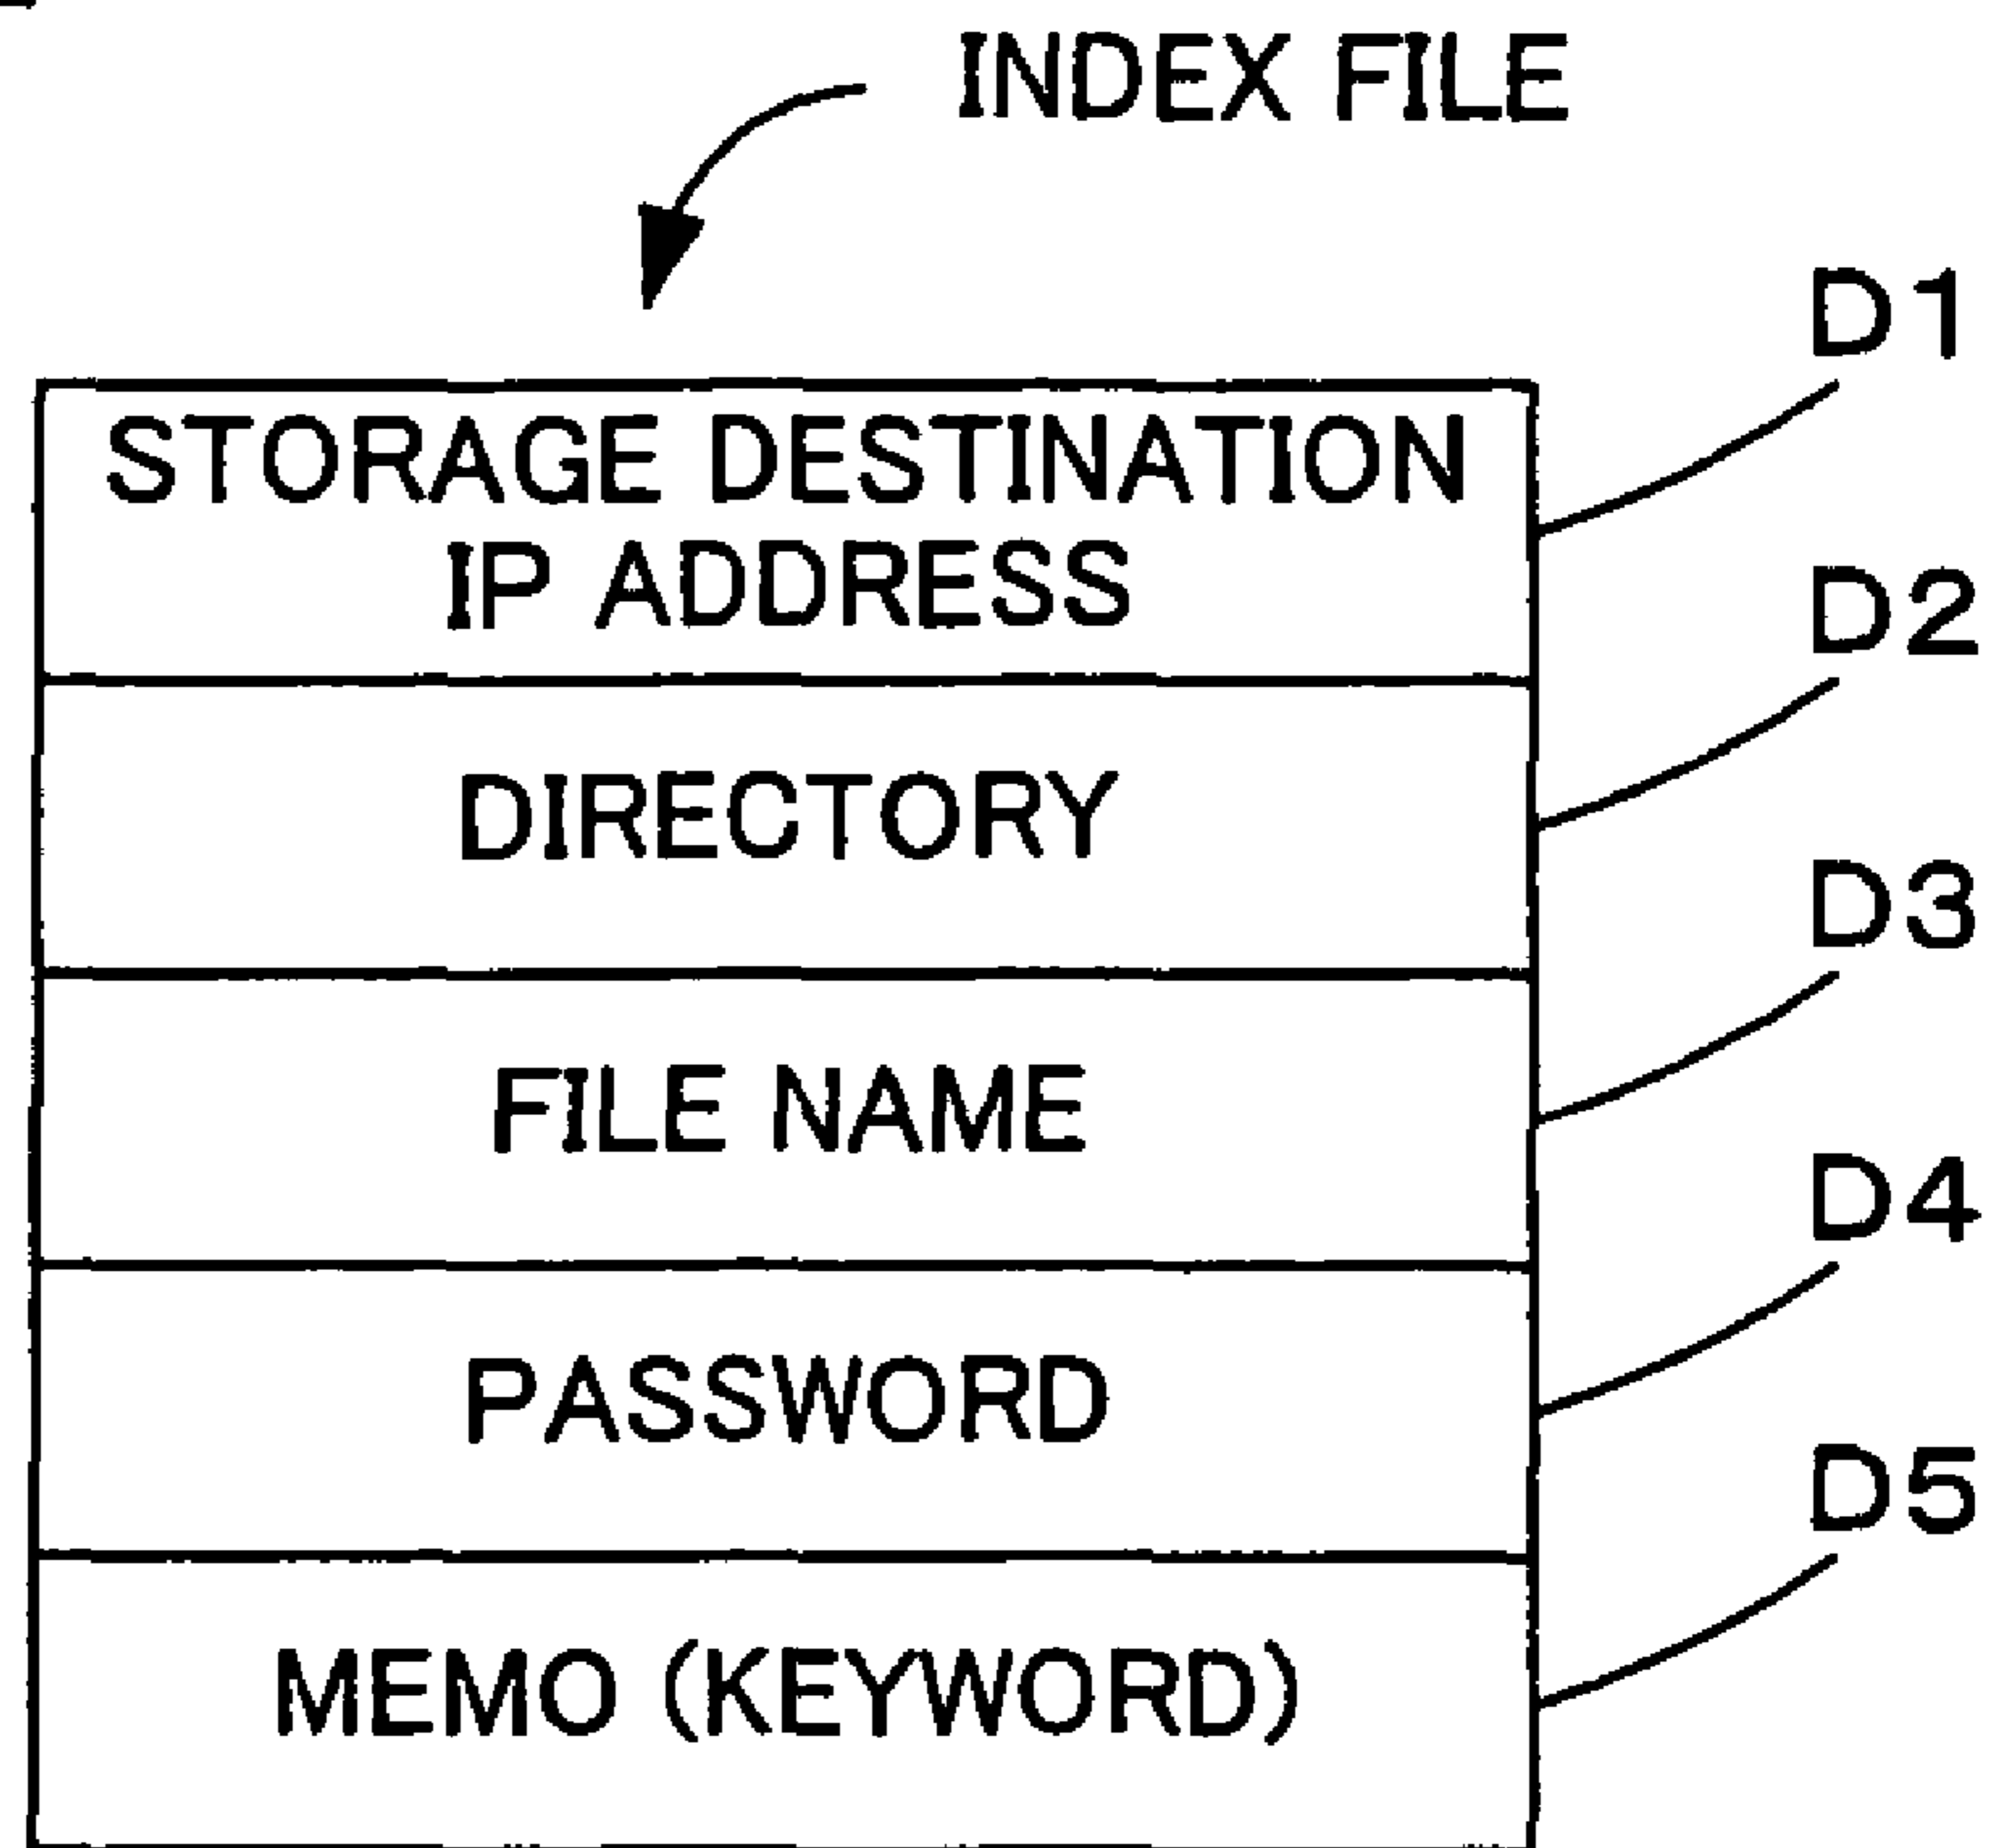 INDEX FILE
D1
STORAGE DESTINATION
IP ADDRESS
D2
DIRECTORY
D3
FILE NAME
D4
PASSWORD
D5
MEMO (KEYWORD)